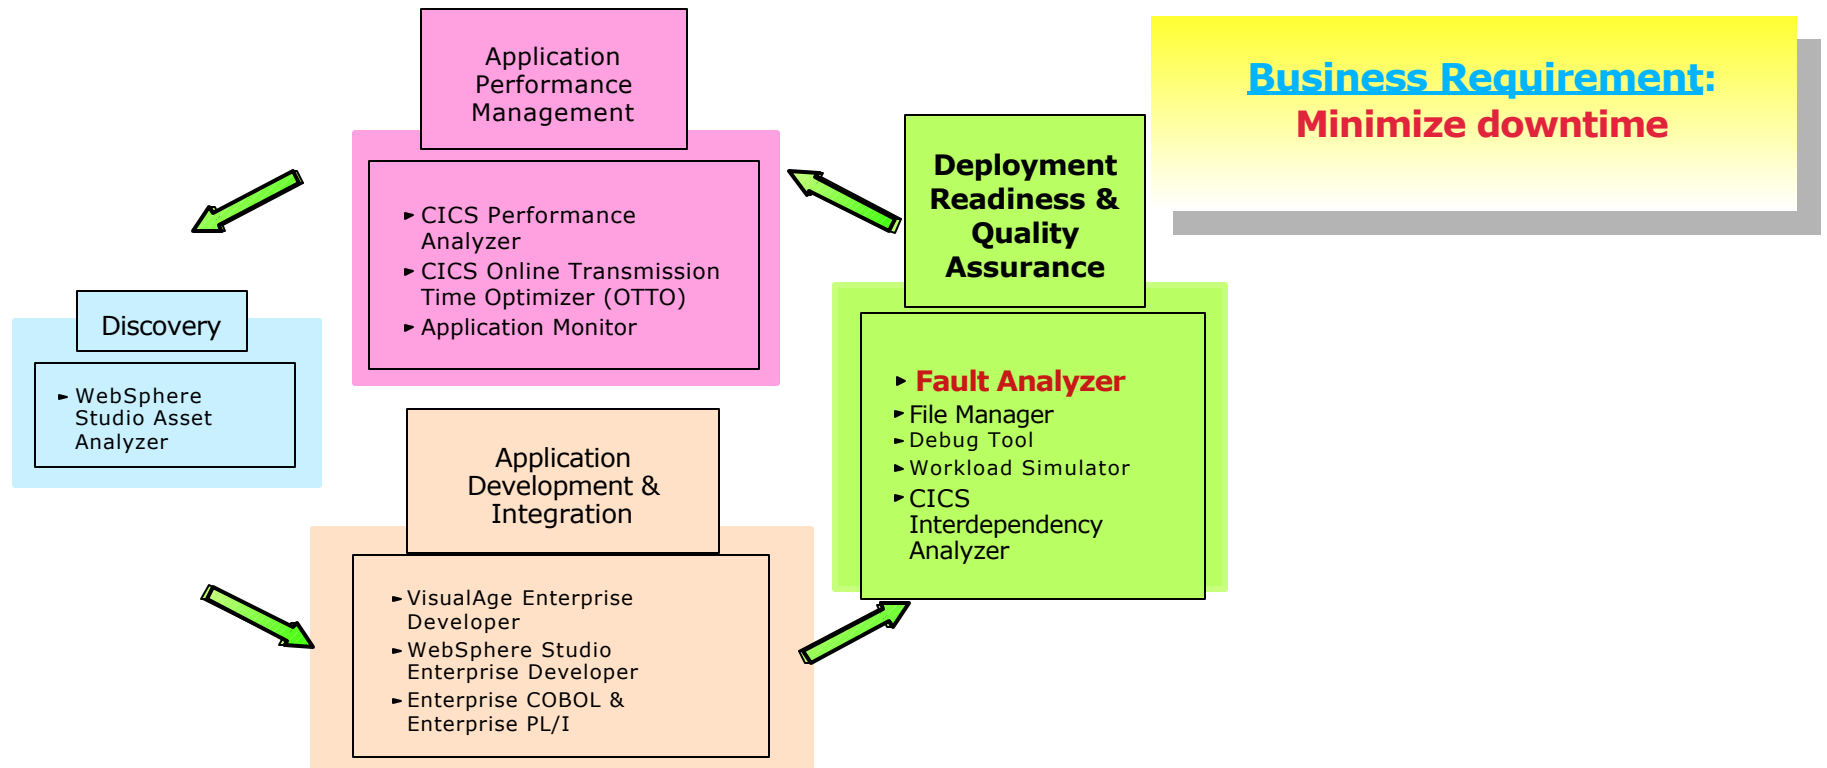 Application
Performance
Management
Business Requirement:
Minimize downtime
Deployment
Readiness &
Quality
Assurance
CICS Performance
Analyzer
CICS Online Transmission
Time Optimizer (OTTO)
Application Monitor
Discovery
WebSphere
Studio Asset
Analyzer
Fault Analyzer
File Manager
Debug Tool
Workload Simulator
CICS
Interdependency
Analyzer
Application
Development &
Integration
VisualAge Enterprise
Developer
WebSphere Studio
Enterprise Developer
Enterprise COBOL &
Enterprise PL/I